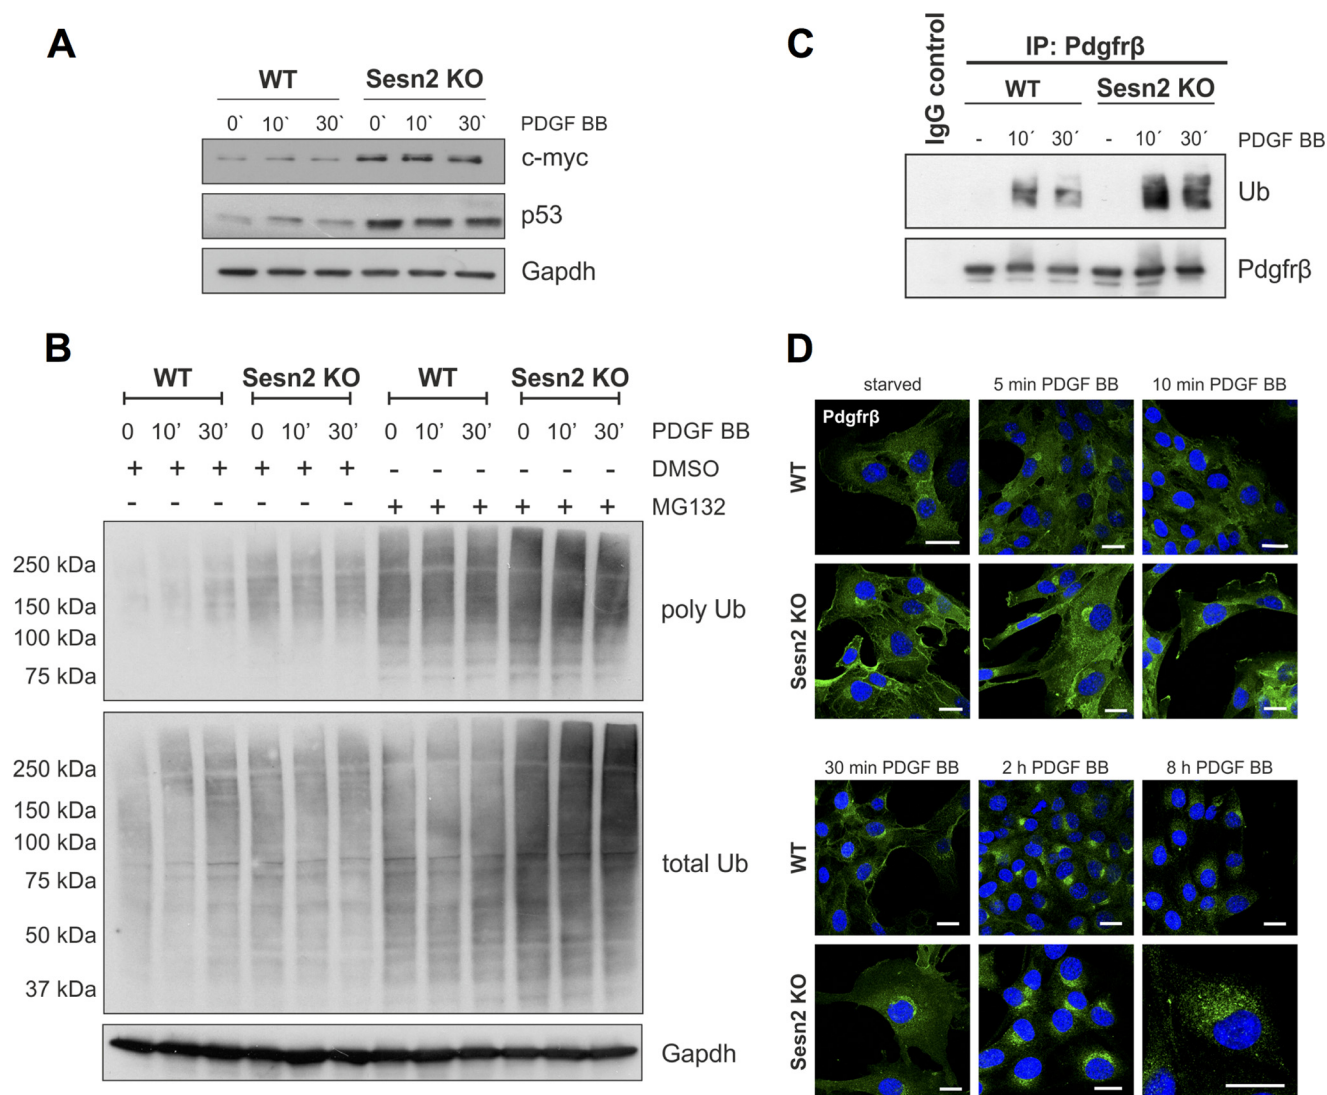 A
WT Sesn2 KO
0` 10` 30` 0` 10` 30` PDGF BB
c-myc
p53
Gapdh
B
WT Sesn2 KO WT Sesn2 KO
0 10’ 30’ 0 10’ 30’ 0 10’ 30’ 0 10’ 30’ PDGF BB
+ + + + + + - - - - - - DMSO
- - - - - - + + + + + + MG132
250 kDa
150 kDa
100 kDa
75 kDa
poly Ub
250 kDa
150 kDa
100 kDa
75 kDa
50 kDa
37 kDa
total Ub
Gapdh
C
IgG control
IP: Pdgfrβ
WT Sesn2 KO
- 10´ 30´ - 10´ 30´ PDGF BB
Ub
Pdgfrβ
D
starved 5 min PDGF BB 10 min PDGF BB
Pdgfrβ
WT
Sesn2 KO
30 min PDGF BB 2 h PDGF BB 8 h PDGF BB
WT
Sesn2 KO